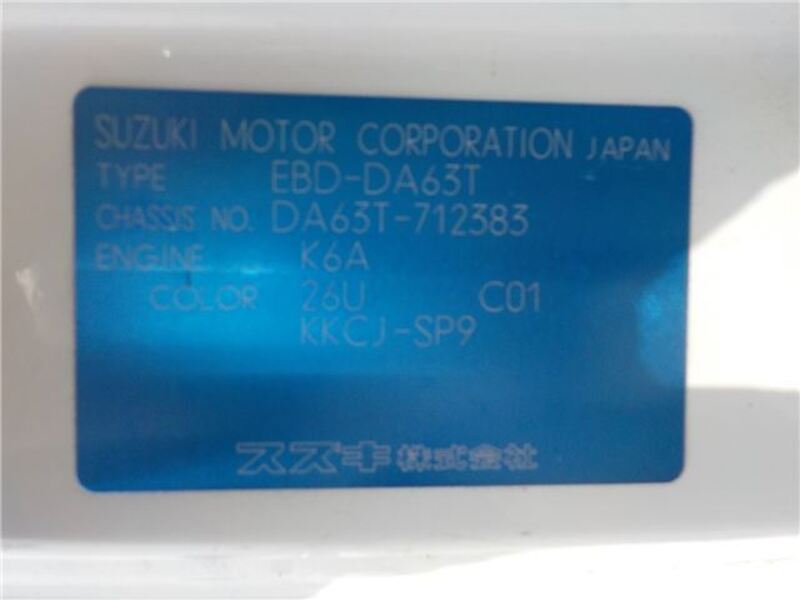 SUZUKI MOTOR CORPORATION JAPAN
TYPE EBD-DA63T
CHASSIS NO. DA63T-712383
ENGINE K6A
COLOR 26U C01
KKCJ-SP9
スズキ株式会社